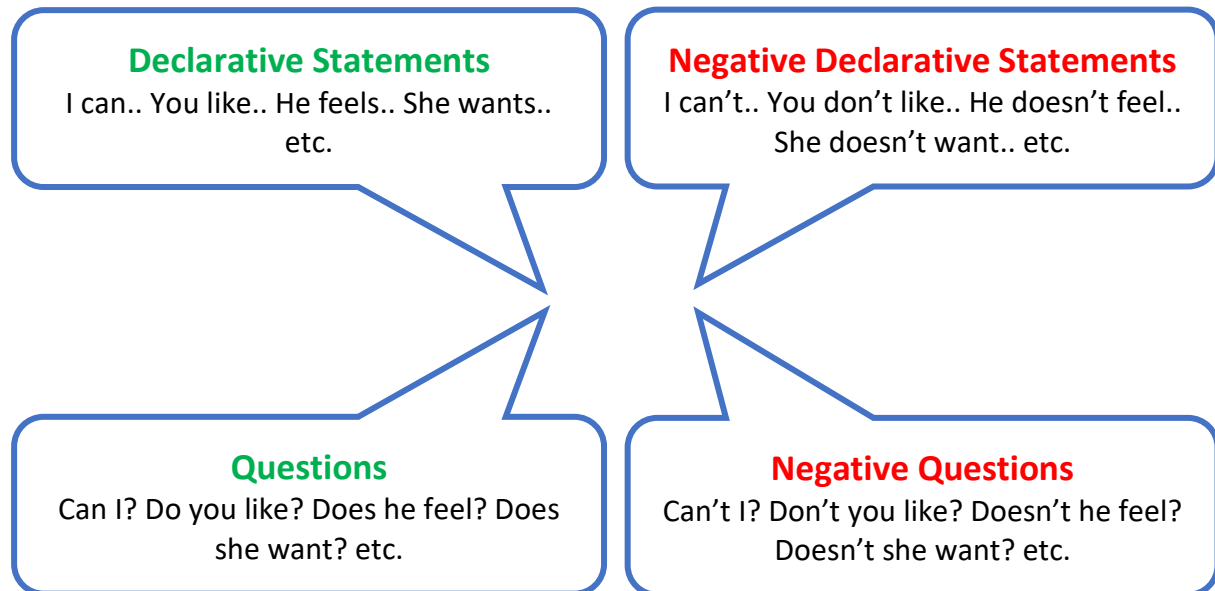 Declarative Statements
I can.. You like.. He feels.. She wants..
etc.
Negative Declarative Statements
I can’t.. You don’t like.. He doesn’t feel..
She doesn’t want.. etc.
Questions
Can I? Do you like? Does he feel? Does
she want? etc.
Negative Questions
Can’t I? Don’t you like? Doesn’t he feel?
Doesn’t she want? etc.